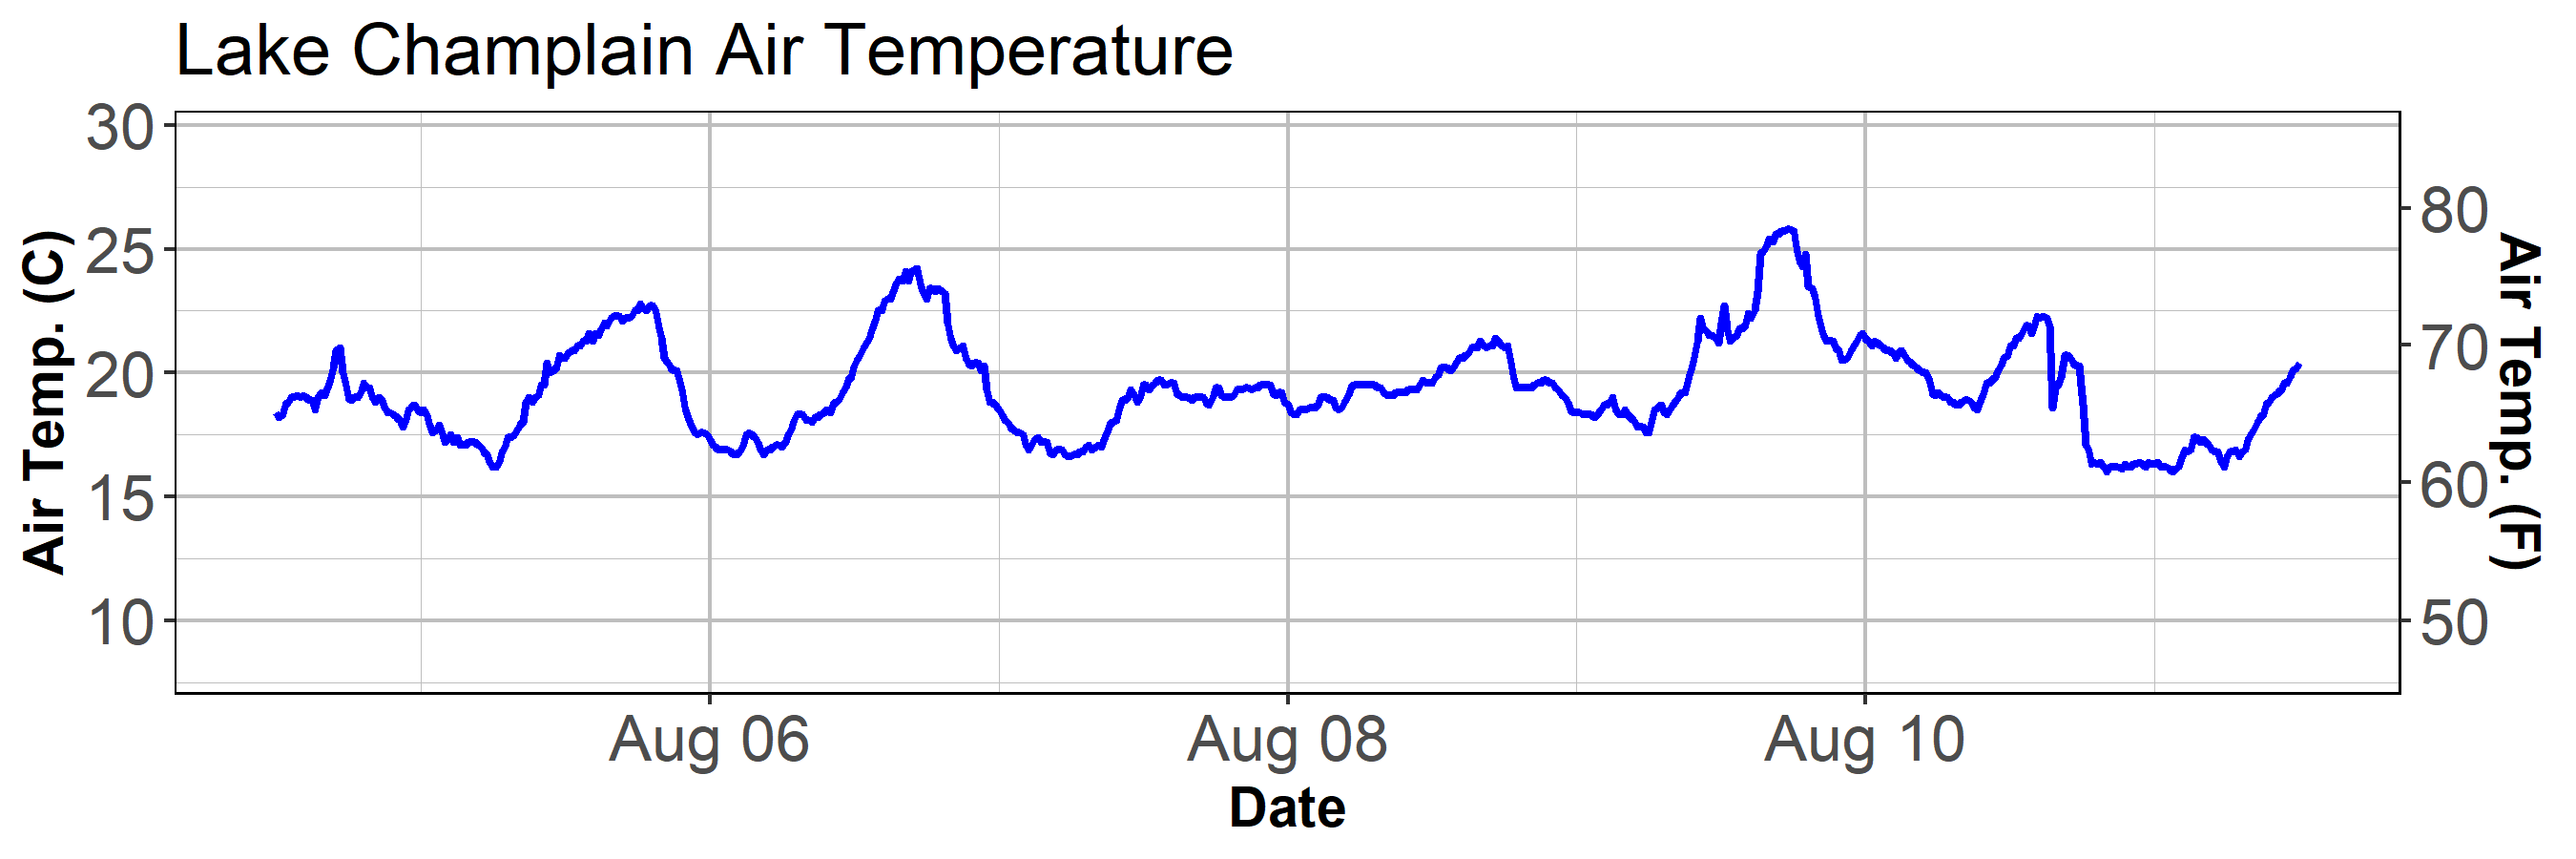 Lake Champlain Air Temperature
Air Temp. (C)
30
25
20
15
10
80
70
60
50
Air Temp. (F)
Aug 06
Aug 08
Aug 10
Date